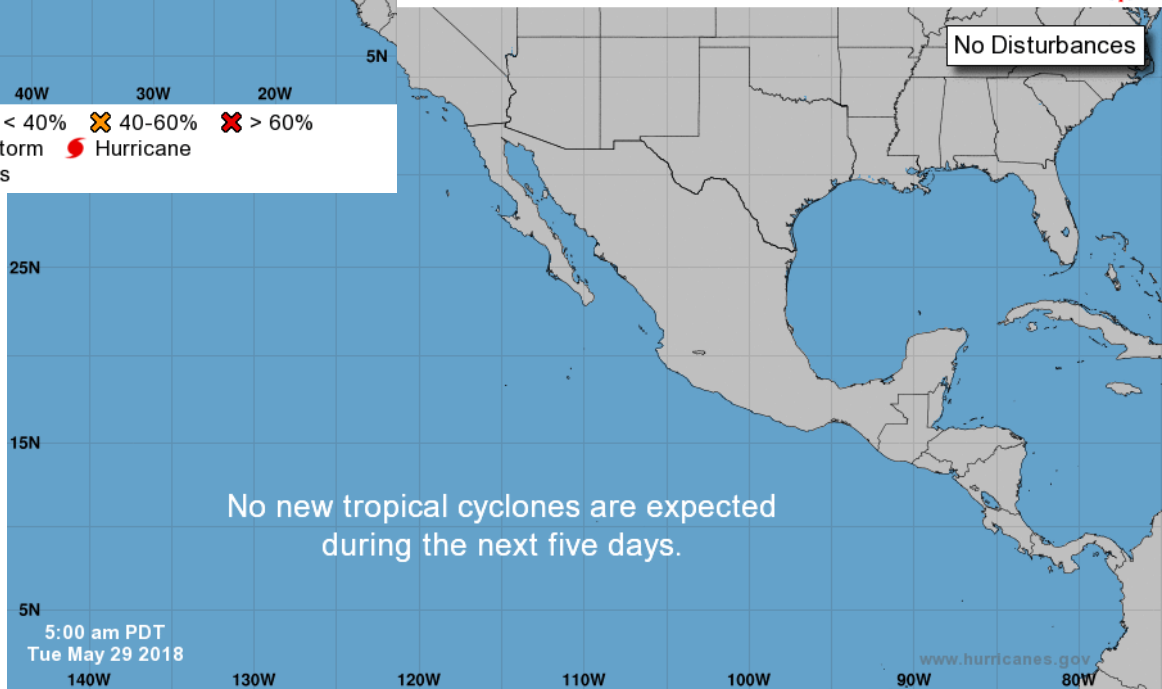 No Disturbances
5N
40W 30W 20W
< 40% 40-60% > 60%
torm Hurricane
s
25N
15N
No new tropical cyclones are expected
during the next five days.
5N
5:00 am PDT
Tue May 29 2018
www.hurricanes.gov
140W 130W 120W 110W 100W 90W 80W